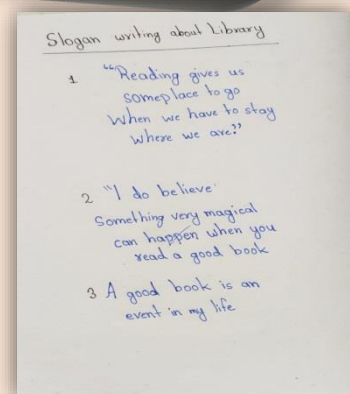 Slogan writing about Library
1 "Reading gives us
someplace to go
When we have to stay
where we are."
2 "I do believe
Something very magical
can happen when you
read a good book
3 A good book is an
event in my life